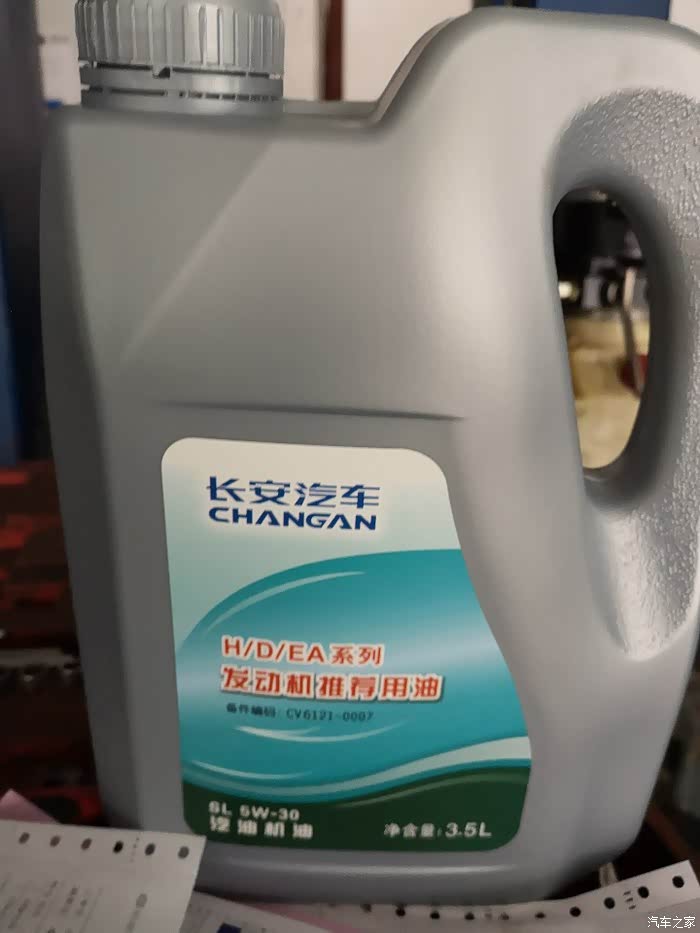 长安汽车
CHANGAN
H/D/EA系列
发动机推荐用油
备件编码: CV6121-0007
SL 5W-30
汽油机油
净含量: 3.5L
汽车之家